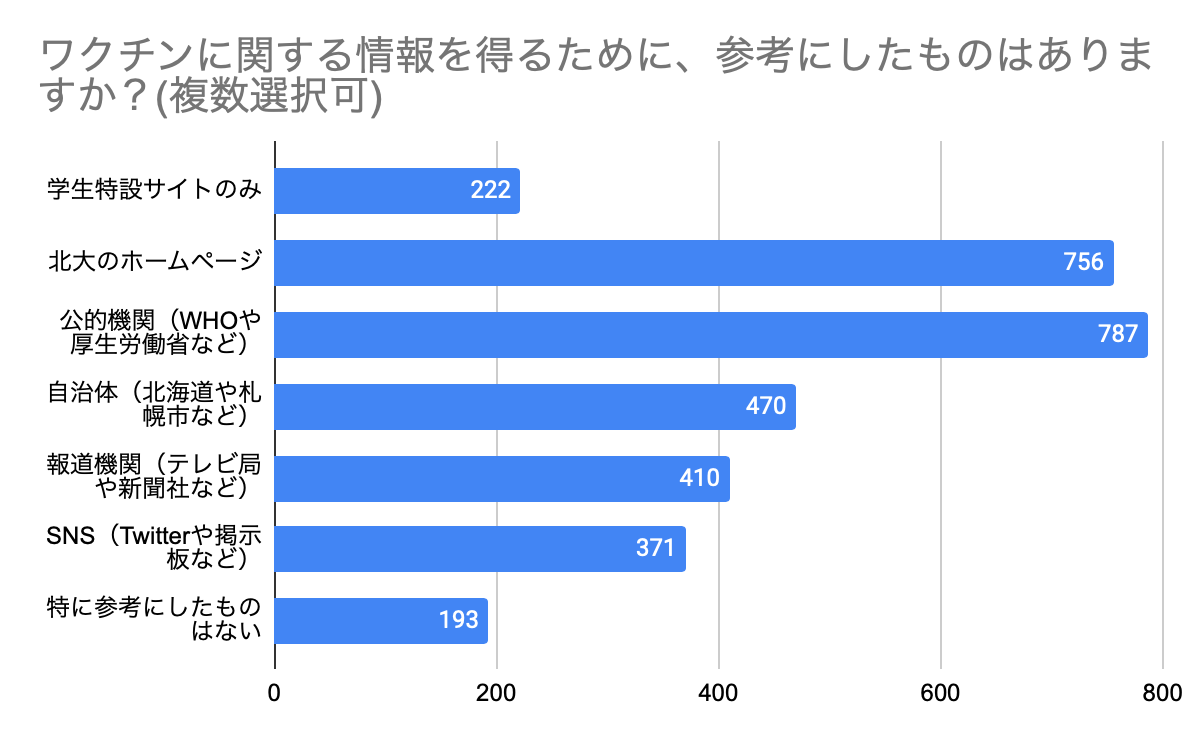 ワクチンに関する情報を得るために、参考にしたものはありま
すか？(複数選択可)
学生特設サイトのみ
222
北大のホームページ
756
公的機関（WHOや
厚生労働省など）
787
自治体（北海道や札
幌市など）
470
報道機関（テレビ局
や新聞社など）
410
SNS（Twitterや掲示
板など）
371
特に参考にしたもの
はない
193
0
200
400
600
800